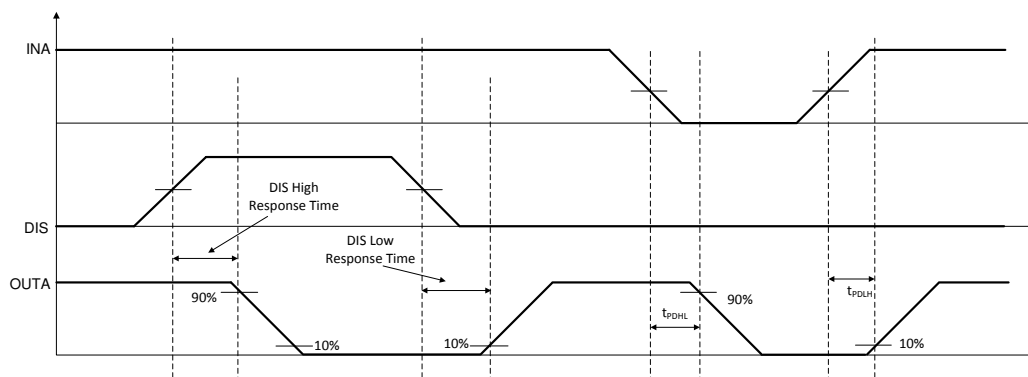 INA
DIS High
Response Time
DIS
DIS Low
Response Time
OUTA
90%
10%
10%
90%
tPDHL
tPDLH
10%